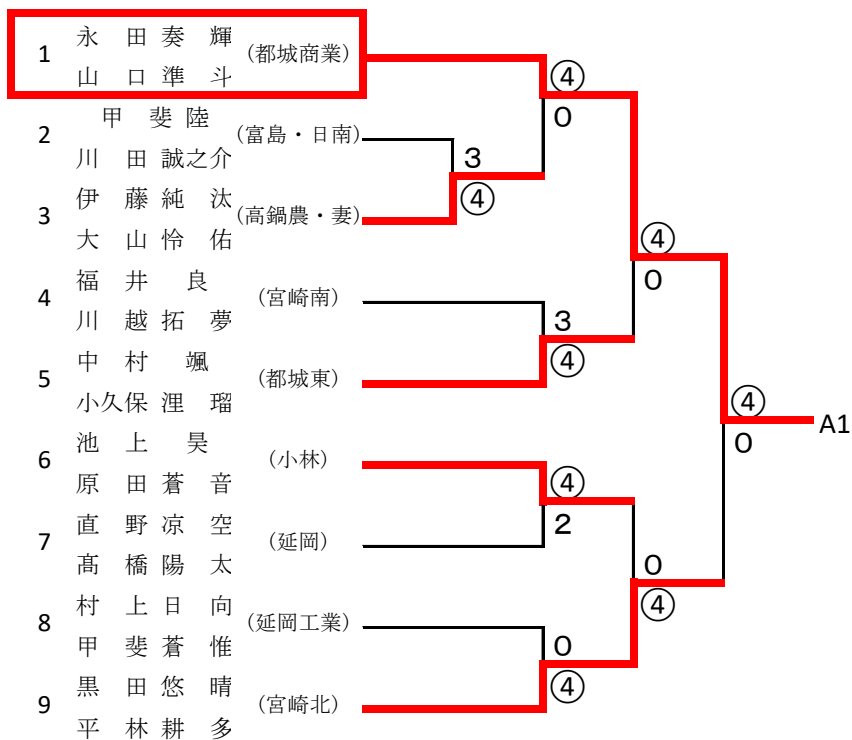 永 田 奏 輝
1 (都城商業)
山 口 準 斗
④
0
甲 斐 陸
2 (富島・日南)
川 田 誠之介
3
④
伊 藤 純 汰
3 (高鍋農・妻)
大 山 怜 佑
④
0
福 井 良
4 (宮崎南)
川 越 拓 夢
3
④
中 村 颯
5 (都城東)
小久保 浬 瑠
④
A1
0
池 上 昊
6 (小林)
原 田 蒼 音
④
2
直 野 凉 空
7 (延岡)
髙 橋 陽 太
0
④
村 上 日 向
8 (延岡工業)
甲 斐 蒼 惟
0
④
黒 田 悠 晴
9 (宮崎北)
平 林 耕 多